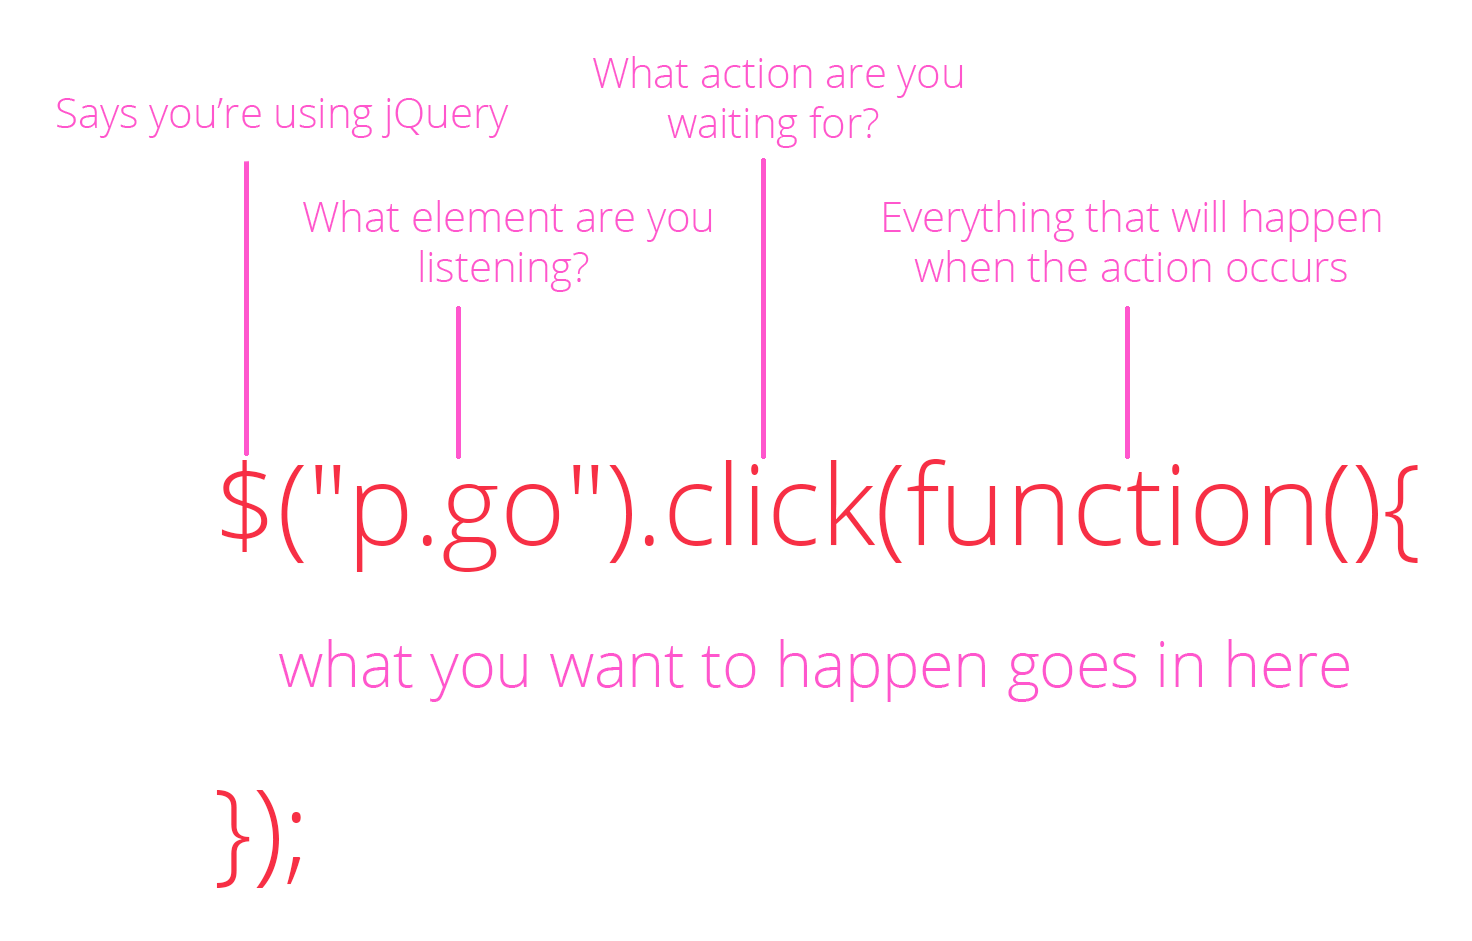 What action are you
waiting for?
Says you’re using jQuery
What element are you
listening?
Everything that will happen
when the action occurs
$("p.go").click(function(){
what you want to happen goes in here
});